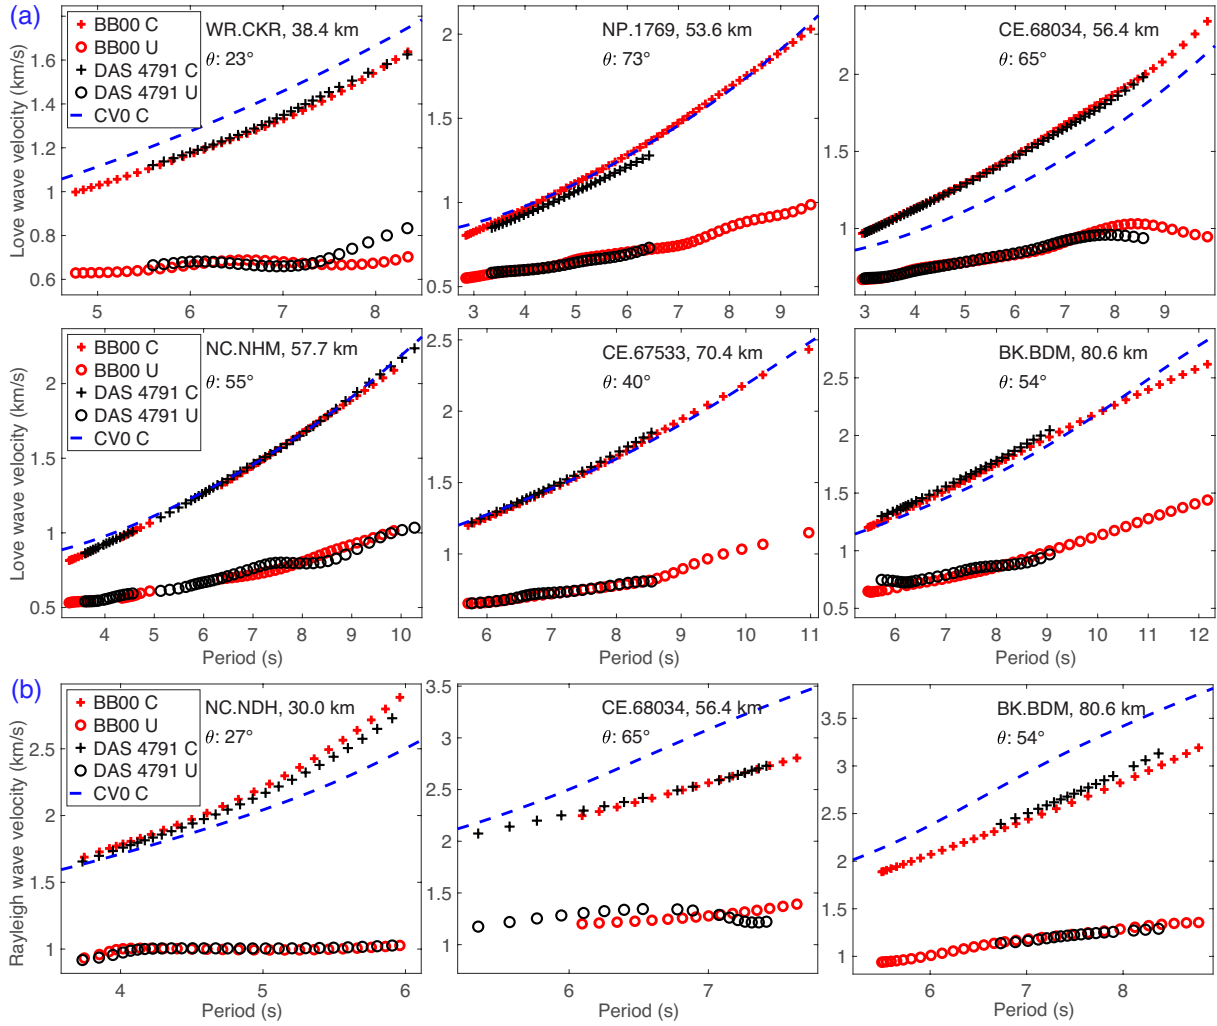 (a)
BB00 C
BB00 U
DAS 4791 C
DAS 4791 U
CV0 C
WR.CKR, 38.4 km
θ: 23°
Love wave velocity (km/s)
1.6
1.4
1.2
1
0.8
0.6
5 6 7 8
NP.1769, 53.6 km
θ: 73°
2
1.5
1
0.5
3 4 5 6 7 8 9
CE.68034, 56.4 km
θ: 65°
2
1
3 4 5 6 7 8 9
BB00 C
BB00 U
DAS 4791 C
DAS 4791 U
CV0 C
NC.NHM, 57.7 km
θ: 55°
Love wave velocity (km/s)
2
1.5
1
0.5
4 5 6 7 8 9 10
Period (s)
CE.67533, 70.4 km
θ: 40°
2.5
2
1.5
1
6 7 8 9 10 11
Period (s)
BK.BDM, 80.6 km
θ: 54°
2.5
2
1.5
1
0.5
6 7 8 9 10 11 12
Period (s)
(b)
BB00 C
BB00 U
DAS 4791 C
DAS 4791 U
CV0 C
NC.NDH, 30.0 km
θ: 27°
Rayleigh wave velocity (km/s)
2.5
2
1.5
1
4 5 6
Period (s)
CE.68034, 56.4 km
θ: 65°
3.5
3
2.5
2
1.5
1
6 7
Period (s)
BK.BDM, 80.6 km
θ: 54°
3.5
3
2.5
2
1.5
1
6 7 8
Period (s)